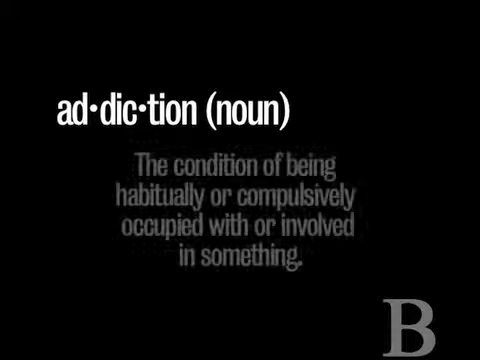 ad•dic•tion (noun)
The condition of being
habitually or compulsively
occupied with or involved
in something.
B